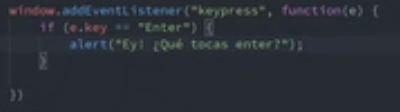 window.addEventListener("keypress", function(e) {
if (e.key == "Enter") {
alert("Ey! ¿Qué tocas enter?");
}
})